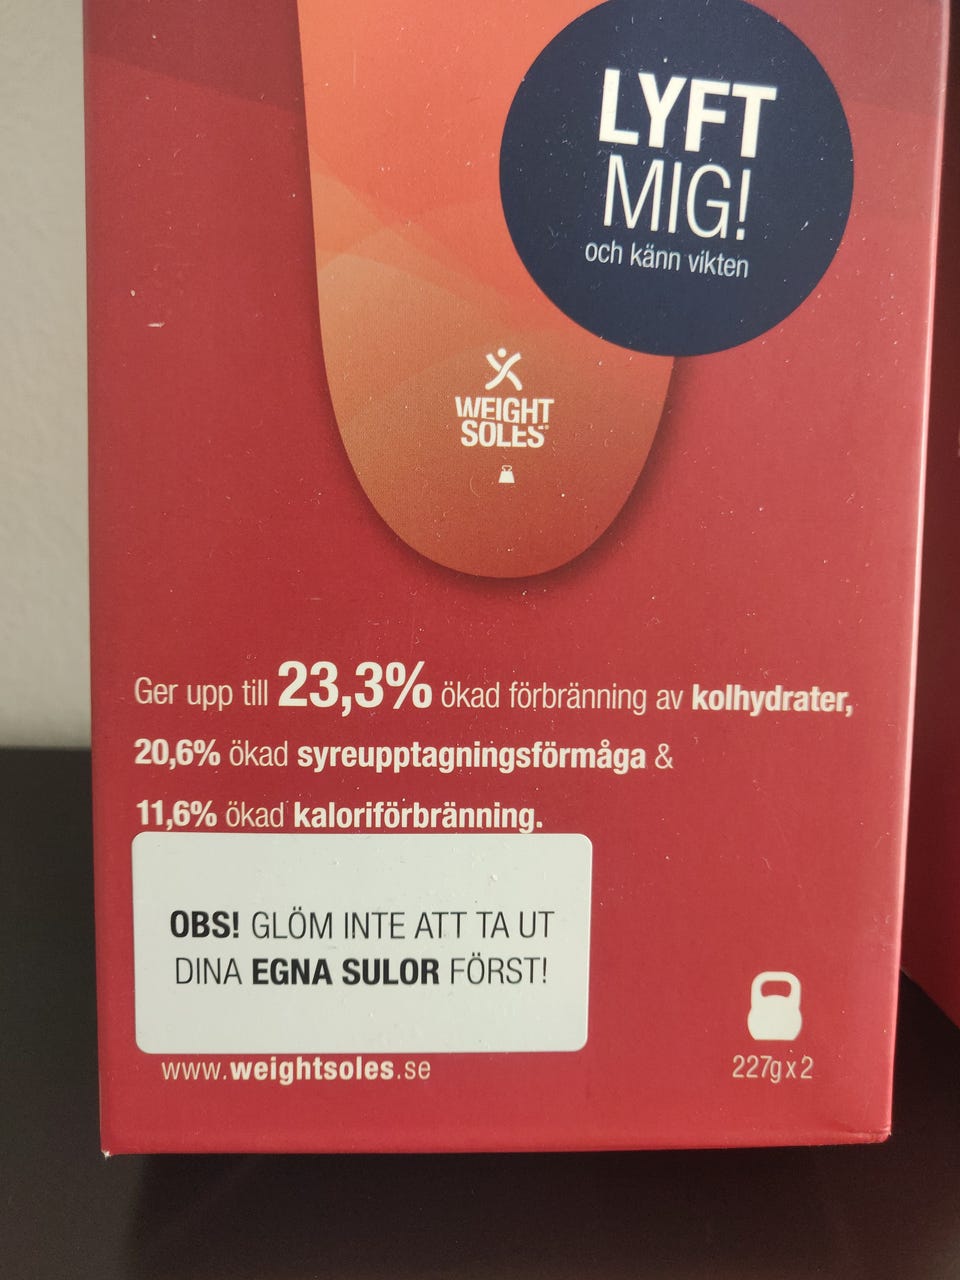 LYFT
MIG!
och känn vikten
WEIGHT
SOLES®
Ger upp till 23,3% ökad förbränning av kolhydrater,
20,6% ökad syreupptagningsförmåga &
11,6% ökad kaloriförbränning.
OBS! GLÖM INTE ATT TA UT
DINA EGNA SULOR FÖRST!
www.weightsoles.se
227g x 2